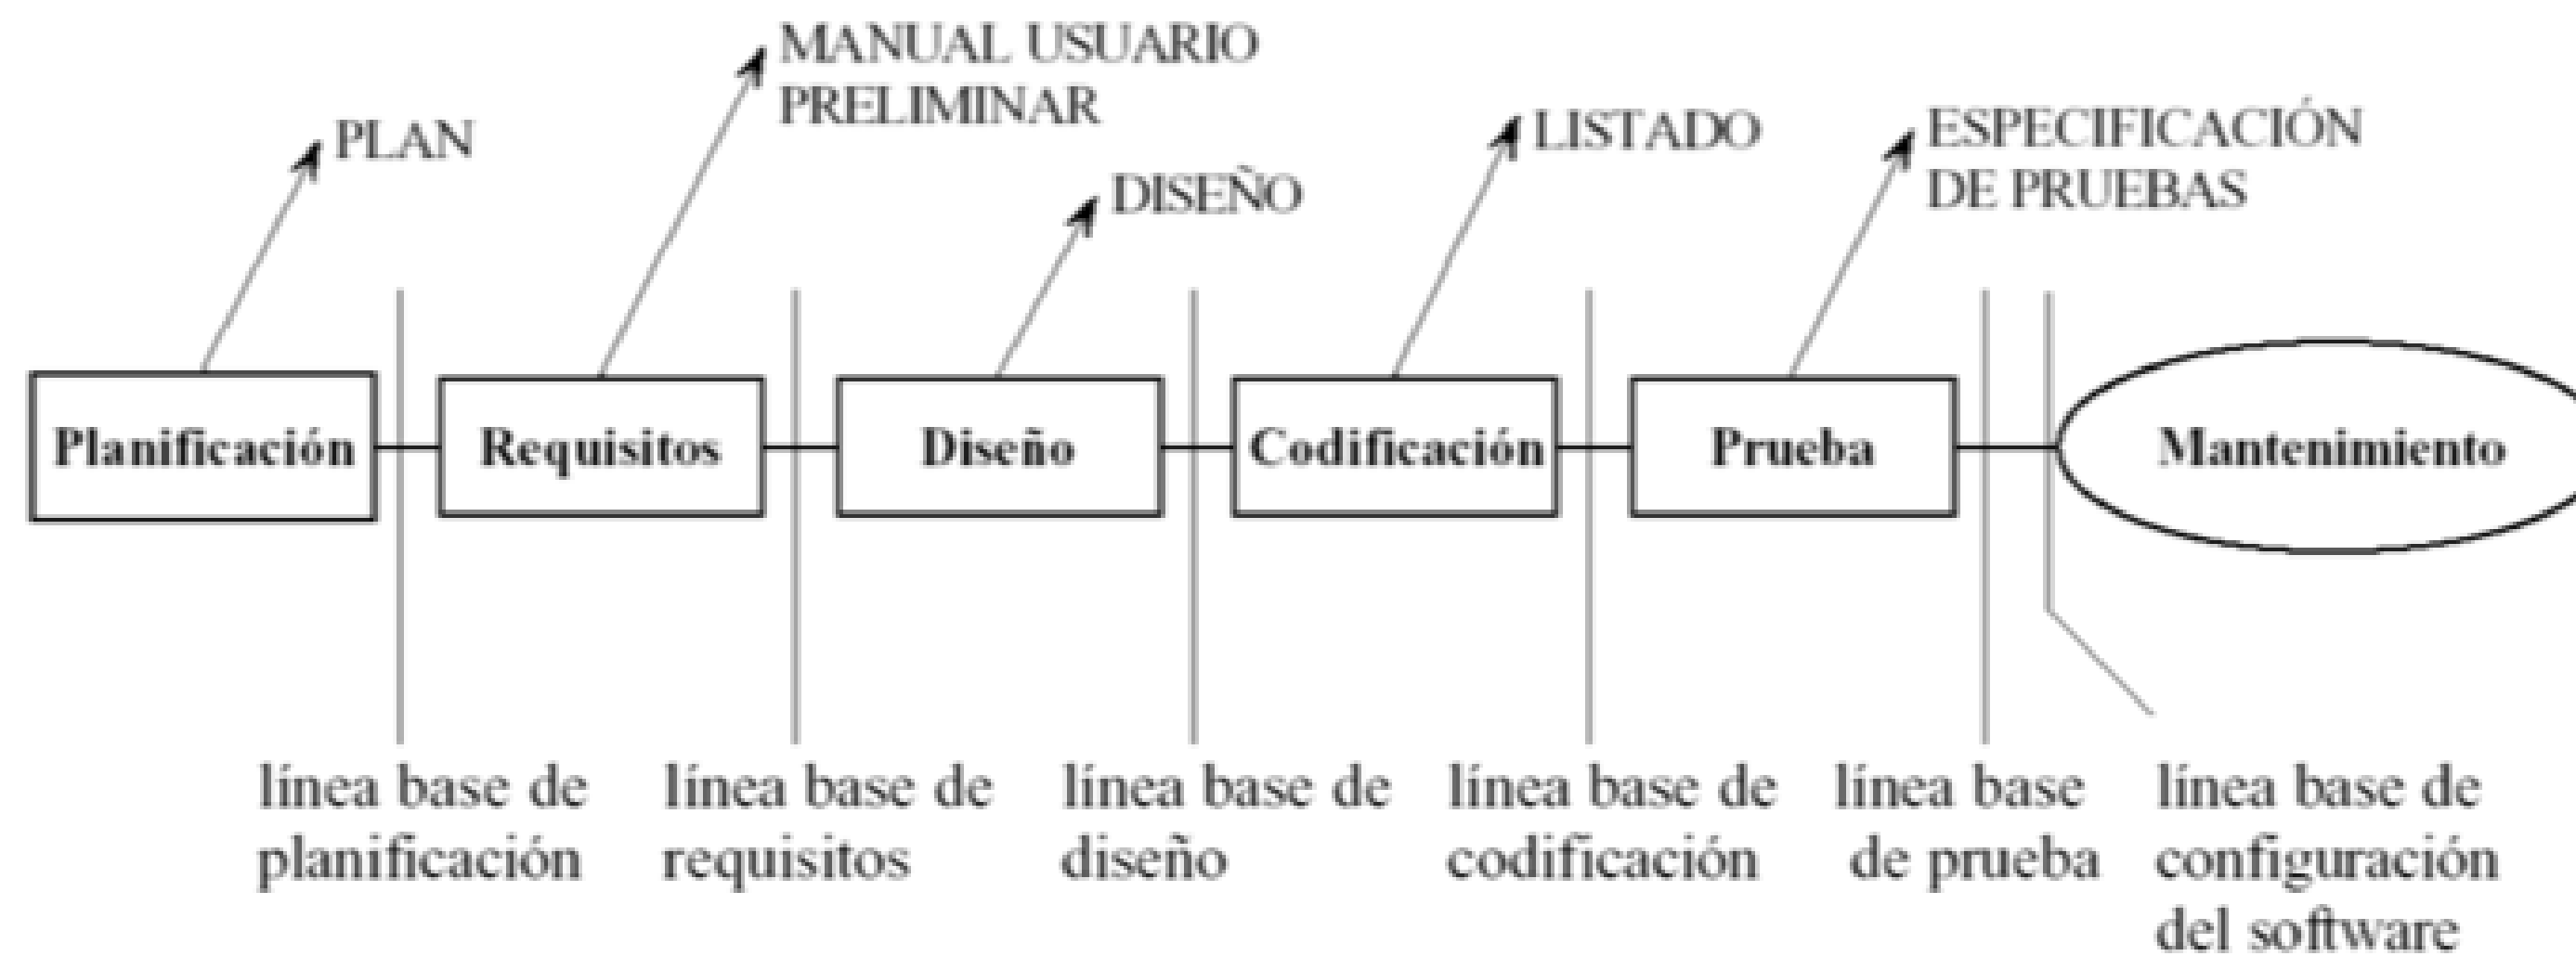 MANUAL USUARIO
PRELIMINAR
PLAN
DISEÑO
LISTADO
ESPECIFICACIÓN
DE PRUEBAS
Planificación
Requisitos
Diseño
Codificación
Prueba
Mantenimiento
línea base de
planificación
línea base de
requisitos
línea base de
diseño
línea base de
codificación
línea base
de prueba
línea base de
configuración
del software